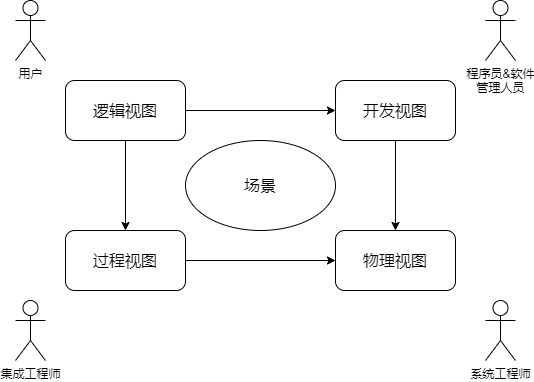 用户
程序员&软件
管理人员
逻辑视图
开发视图
场景
过程视图
物理视图
集成工程师
系统工程师